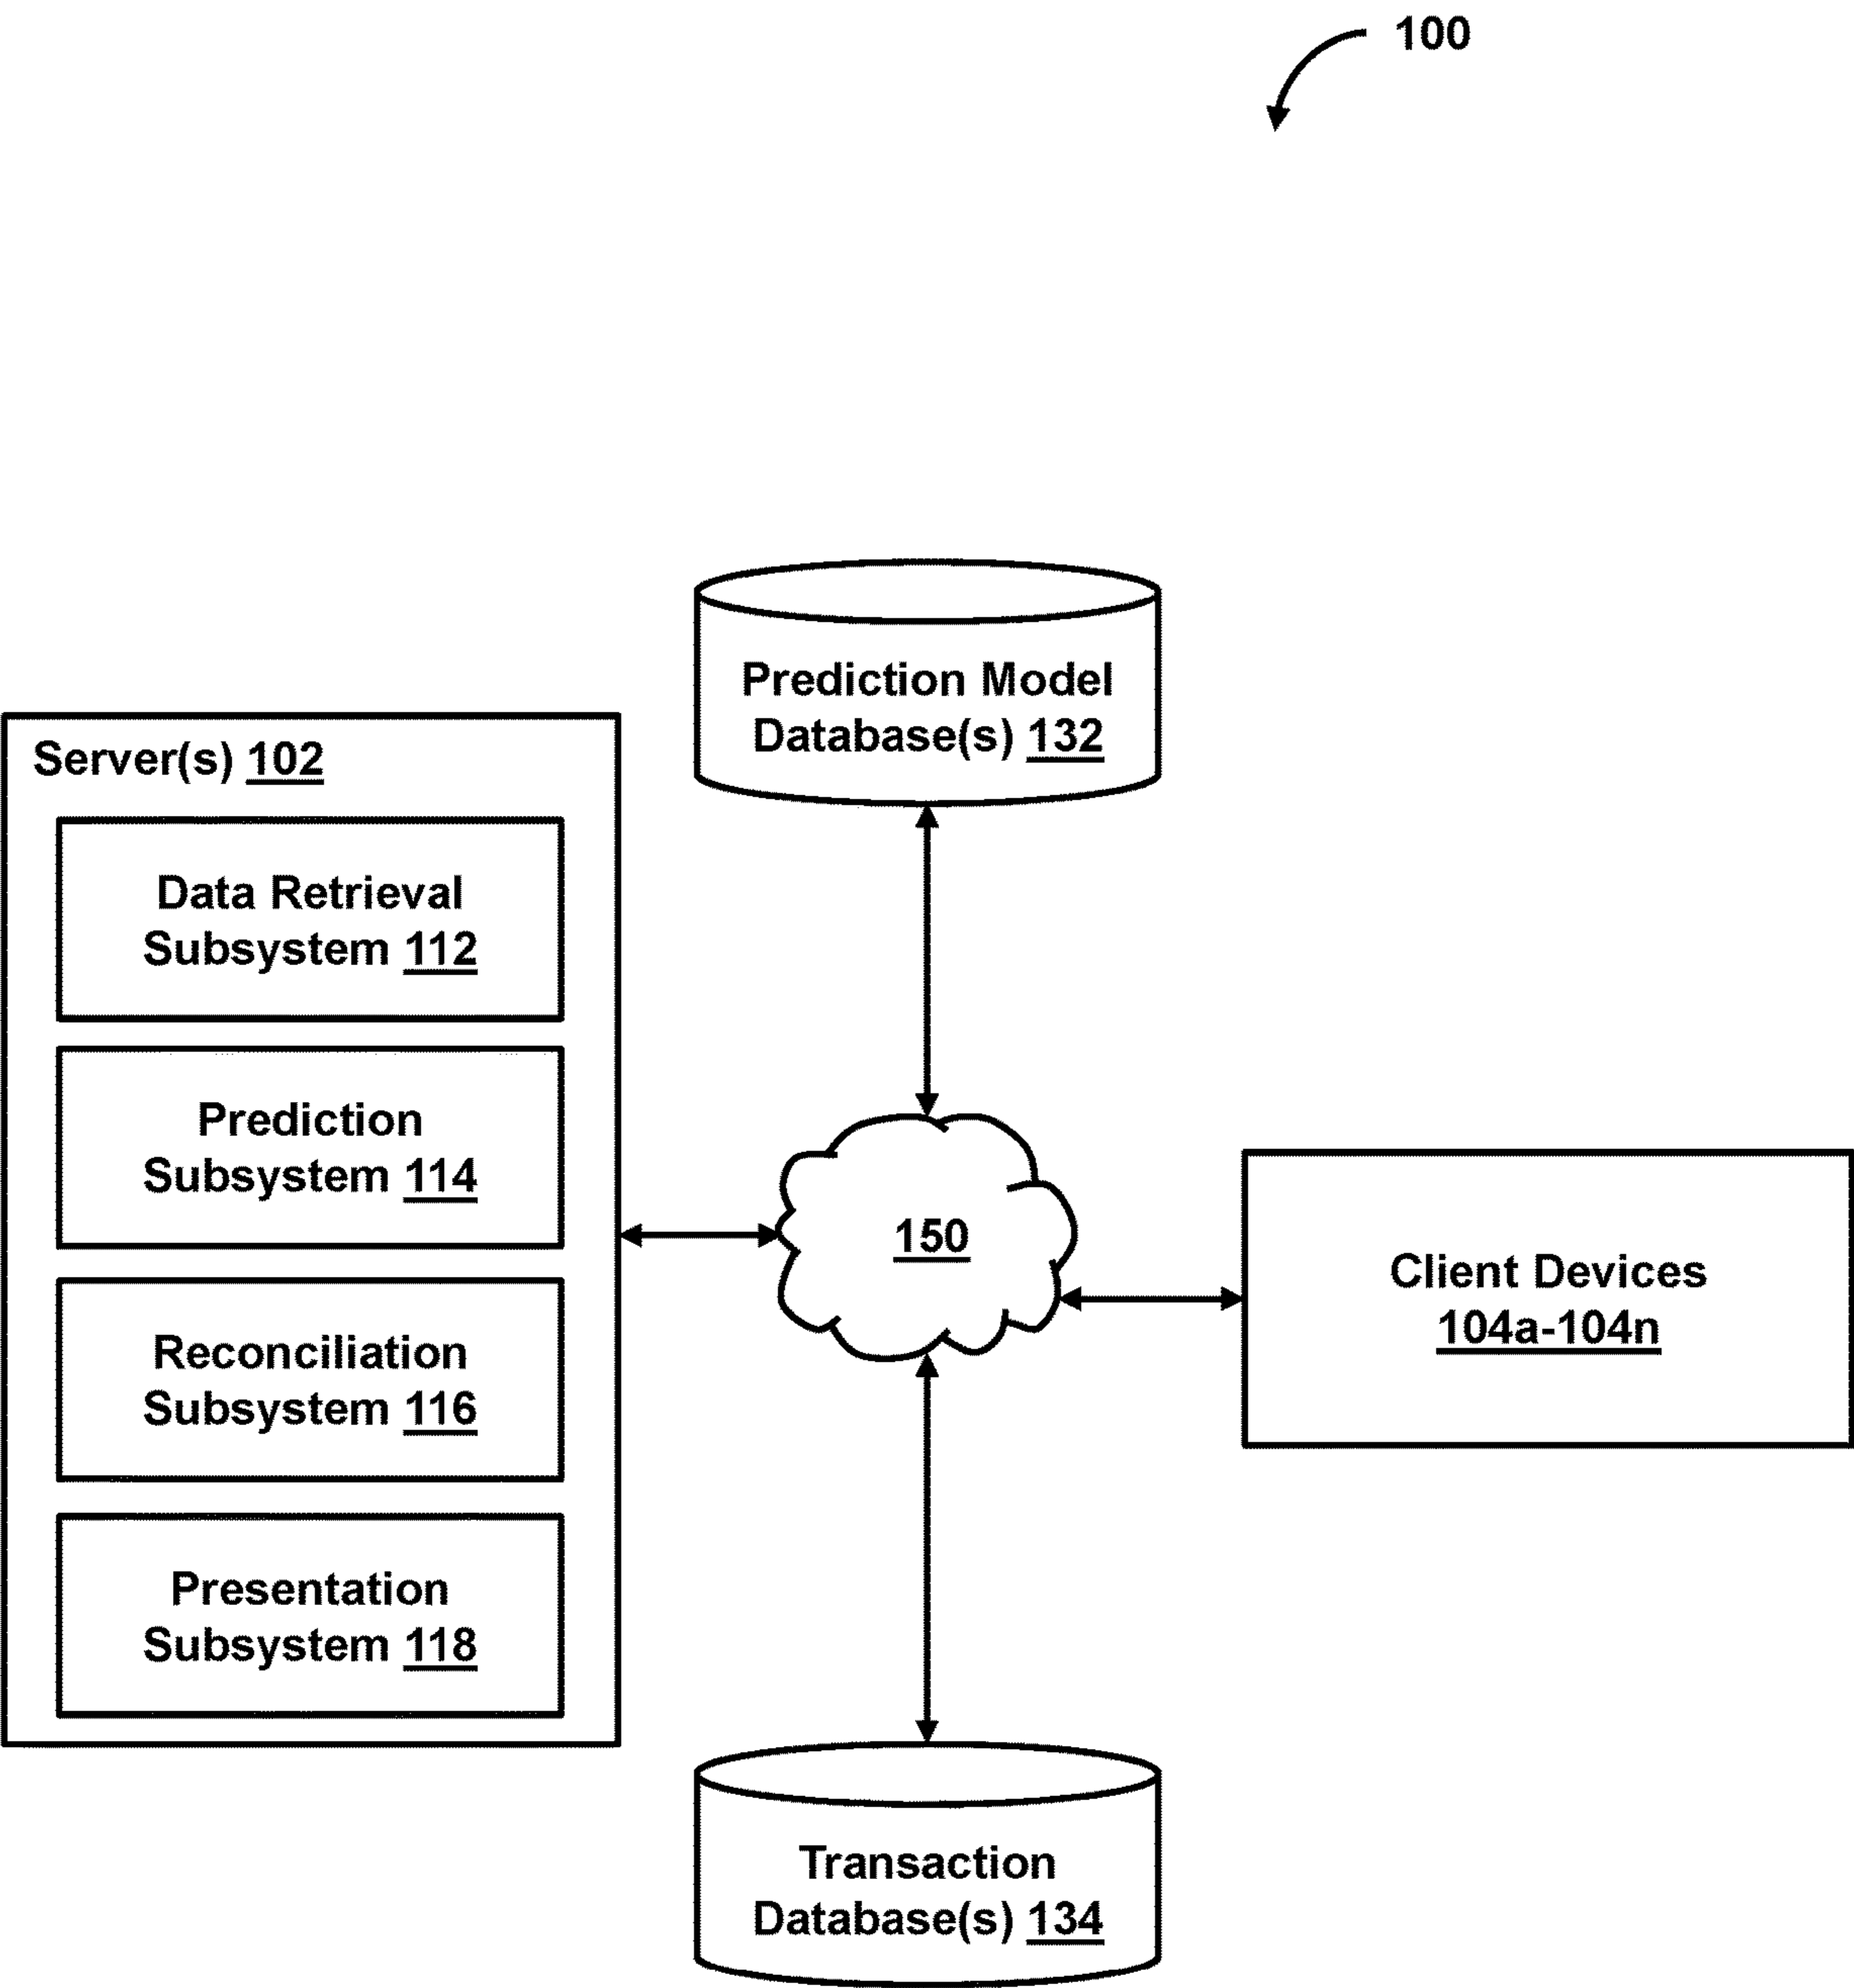 100
Prediction Model
Database(s) 132
Server(s) 102
Data Retrieval
Subsystem 112
Prediction
Subsystem 114
Reconciliation
Subsystem 116
Presentation
Subsystem 118
150
Client Devices
104a-104n
Transaction
Database(s) 134